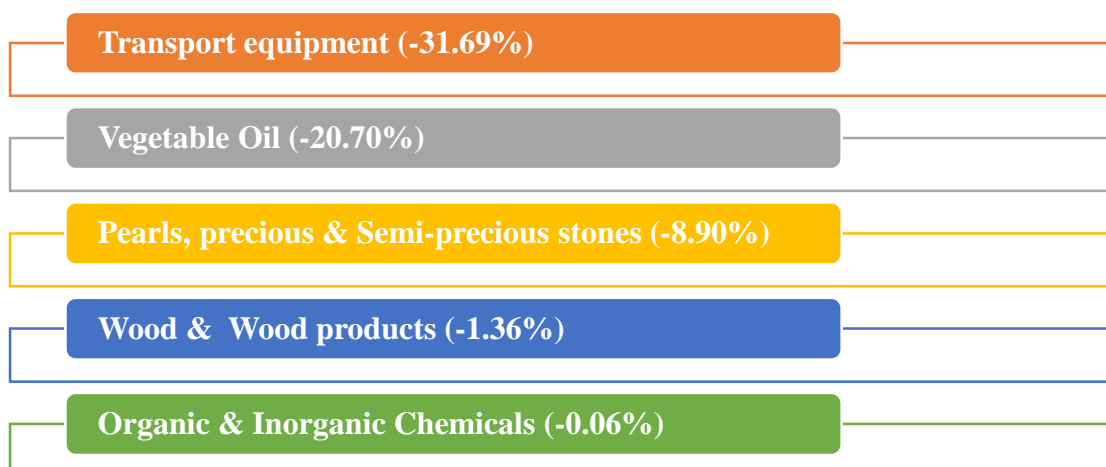 Transport equipment (-31.69%)
Vegetable Oil (-20.70%)
Pearls, precious & Semi-precious stones (-8.90%)
Wood &  Wood products (-1.36%)
Organic & Inorganic Chemicals (-0.06%)